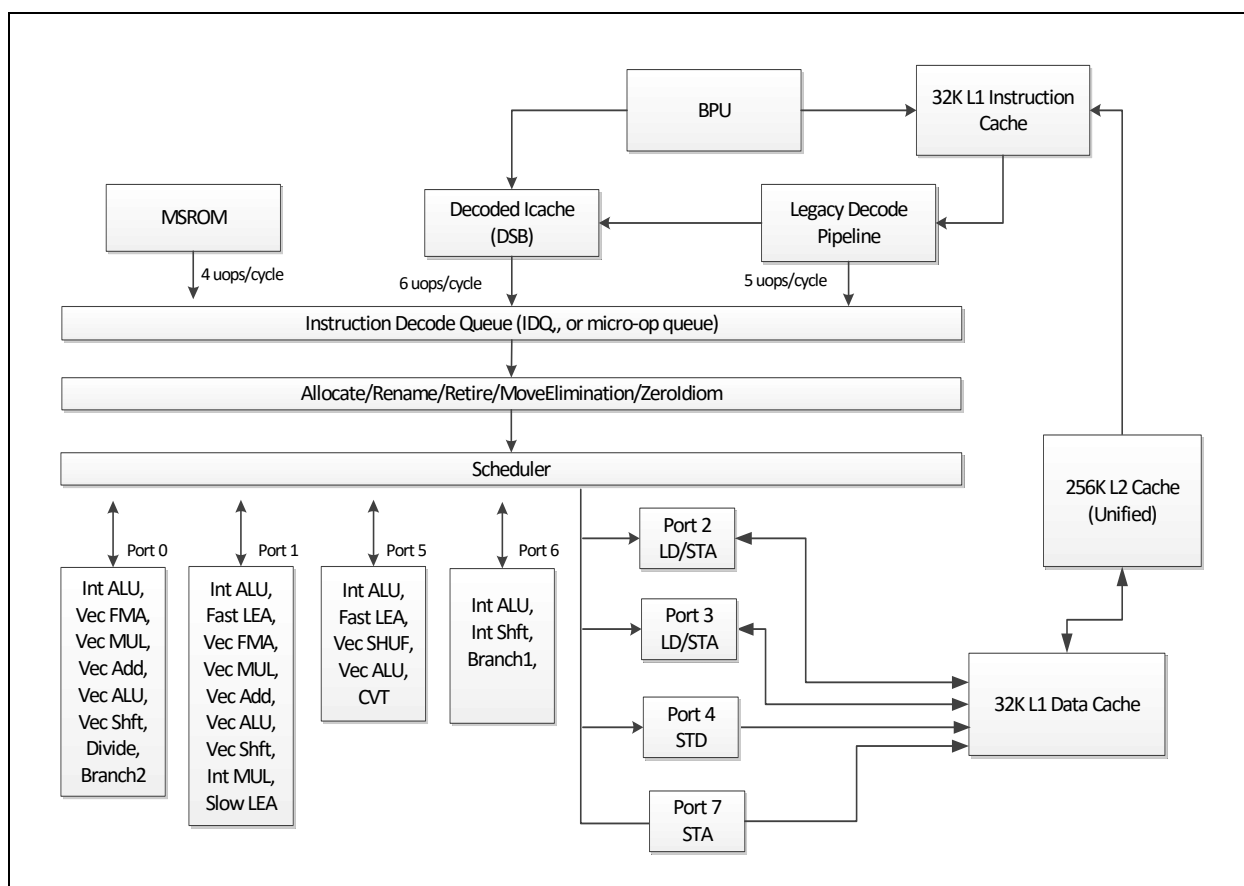 BPU
32K L1 Instruction
Cache
MSROM
Decoded Icache
(DSB)
Legacy Decode
Pipeline
4 uops/cycle
6 uops/cycle
5 uops/cycle
Instruction Decode Queue (IDQ,, or micro-op queue)
Allocate/Rename/Retire/MoveElimination/ZeroIdiom
Scheduler
256K L2 Cache
(Unified)
Port 0
Port 1
Port 5
Port 6
Int ALU,
Vec FMA,
Vec MUL,
Vec Add,
Vec ALU,
Vec Shft,
Divide,
Branch2
Int ALU,
Fast LEA,
Vec FMA,
Vec MUL,
Vec Add,
Vec ALU,
Vec Shft,
Int MUL,
Slow LEA
Int ALU,
Fast LEA,
Vec SHUF,
Vec ALU,
CVT
Int ALU,
Int Shft,
Branch1,
Port 2
LD/STA
Port 3
LD/STA
Port 4
STD
Port 7
STA
32K L1 Data Cache